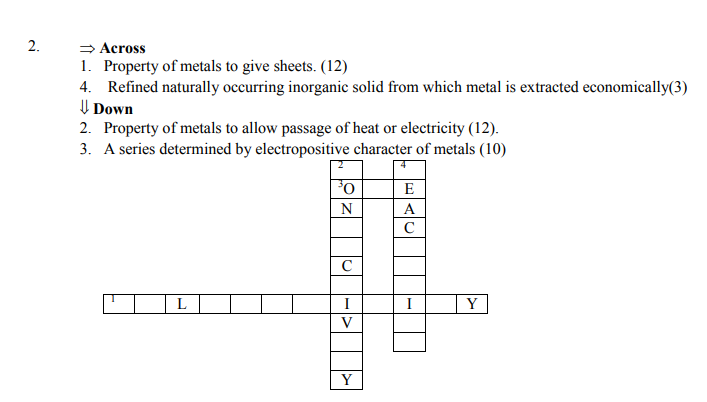 2. ⇒ Across
1. Property of metals to give sheets. (12)
4. Refined naturally occurring inorganic solid from which metal is extracted economically(3)
⇓ Down
2. Property of metals to allow passage of heat or electricity (12).
3. A series determined by electropositive character of metals (10)
2 4
3 O E
N A
C
C
1 L I I Y
V
Y